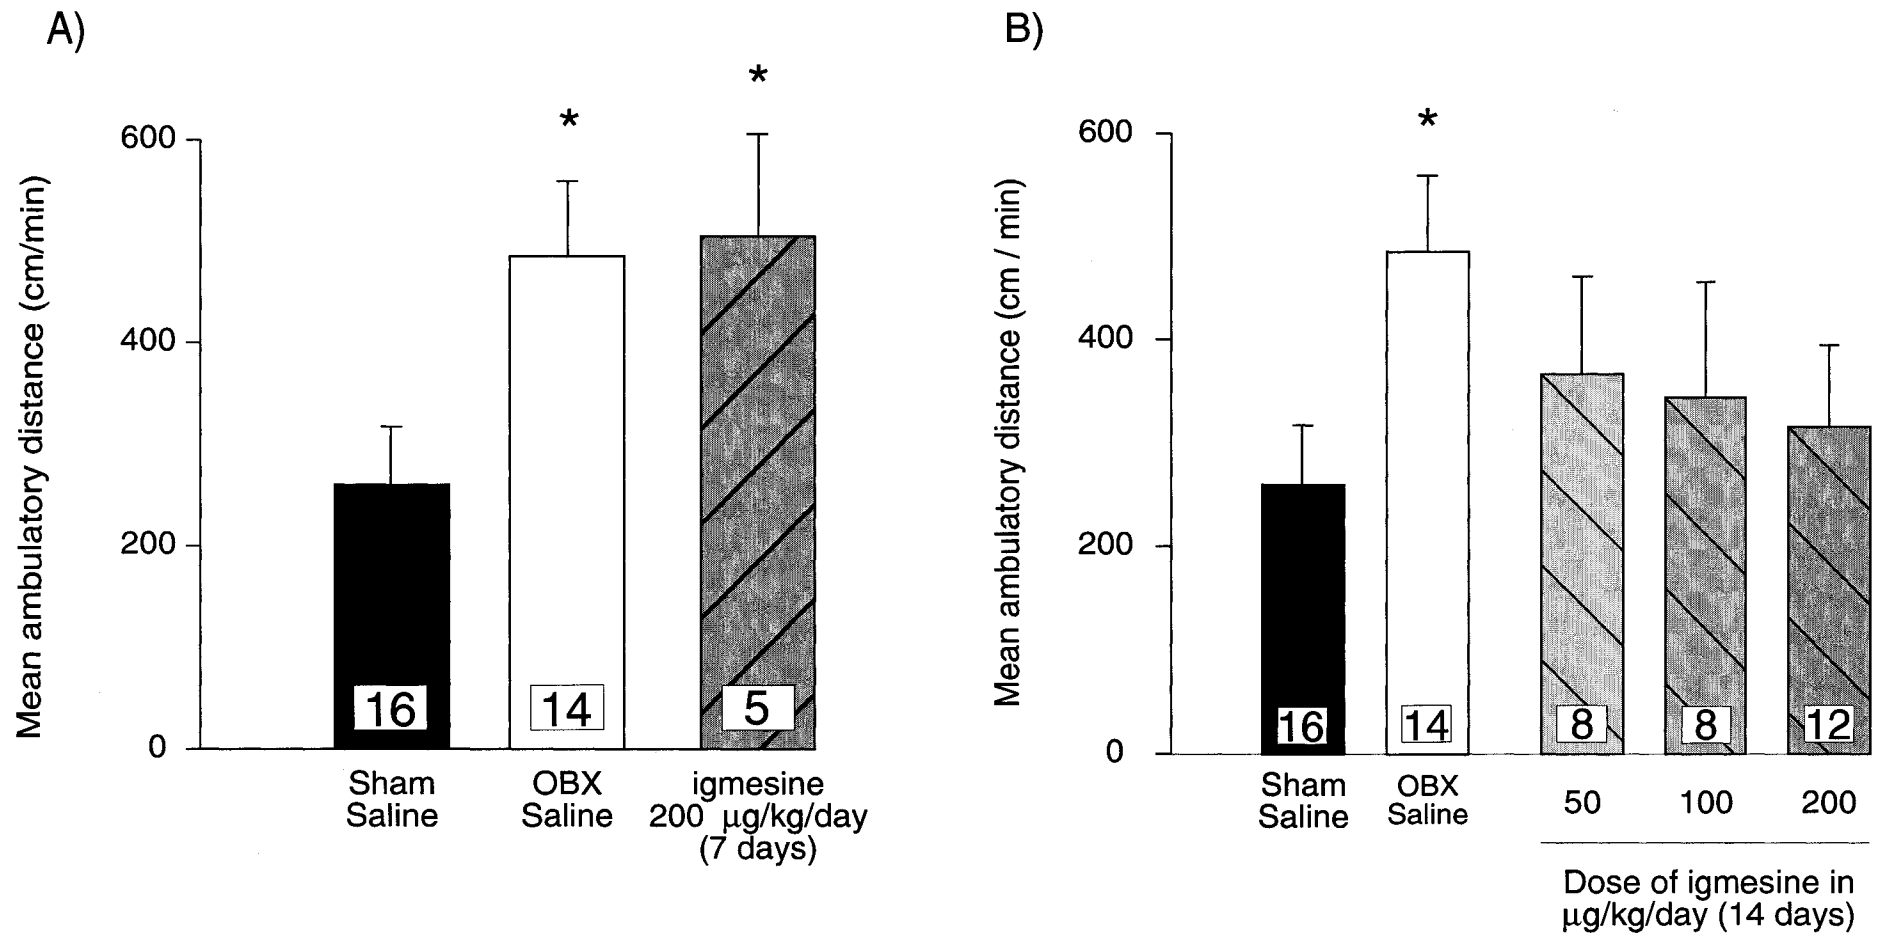 A)
Mean ambulatory distance (cm/min)
600
400
200
0
*
*
16
14
5
Sham
Saline
OBX
Saline
igmesine
200 μg/kg/day
(7 days)
B)
Mean ambulatory distance (cm / min)
600
400
200
0
*
16
14
8
8
12
Sham
Saline
OBX
Saline
50
100
200
Dose of igmesine in
μg/kg/day (14 days)